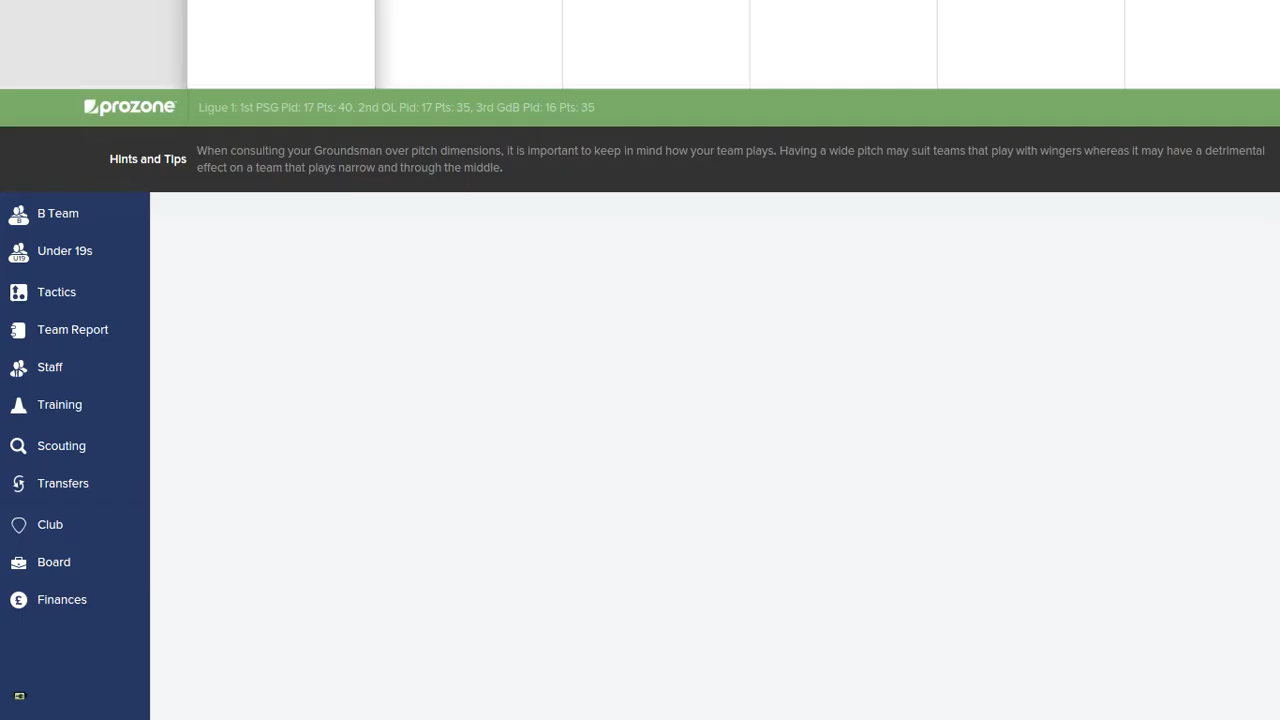 prozone
Ligue 1: 1st PSG Pld: 17 Pts: 40. 2nd OL Pld: 17 Pts: 35, 3rd GdB Pld: 16 Pts: 35
Hints and Tips
When consulting your Groundsman over pitch dimensions, it is important to keep in mind how your team plays. Having a wide pitch may suit teams that play with wingers whereas it may have a detrimental
effect on a team that plays narrow and through the middle.
B Team
Under 19s
Tactics
Team Report
Staff
Training
Scouting
Transfers
Club
Board
Finances